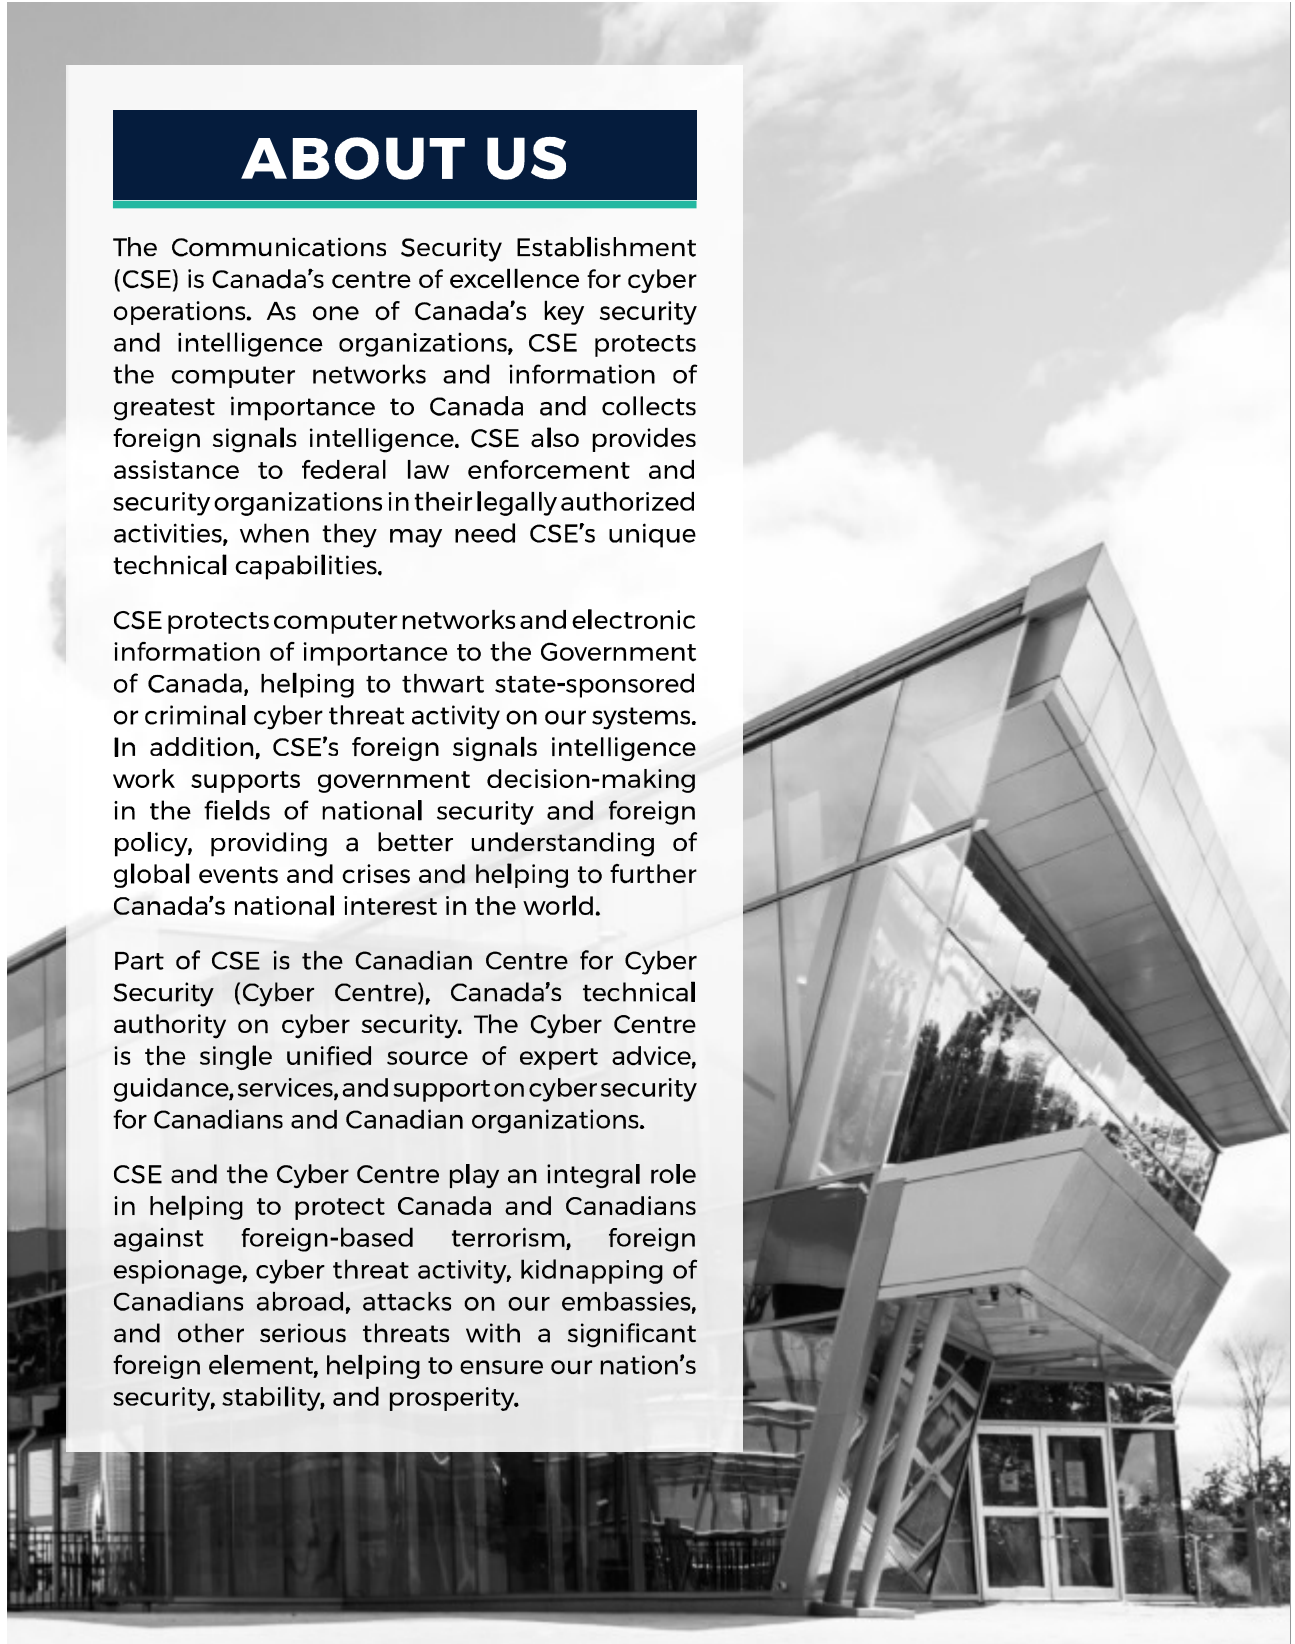 ABOUT US
The Communications Security Establishment
(CSE) is Canada's centre of excellence for cyber
operations. As one of Canada's key security
and intelligence organizations, CSE protects
the computer networks and information of
greatest importance to Canada and collects
foreign signals intelligence. CSE also provides
assistance to federal law enforcement and
security organizations in their legally authorized
activities, when they may need CSE's unique
technical capabilities.
CSE protects computer networks and electronic
information of importance to the Government
of Canada, helping to thwart state-sponsored
or criminal cyber threat activity on our systems.
In addition, CSE's foreign signals intelligence
work supports government decision-making
in the fields of national security and foreign
policy, providing a better understanding of
global events and crises and helping to further
Canada's national interest in the world.
Part of CSE is the Canadian Centre for Cyber
Security (Cyber Centre), Canada's technical
authority on cyber security. The Cyber Centre
is the single unified source of expert advice,
guidance, services, and support on cyber security
for Canadians and Canadian organizations.
CSE and the Cyber Centre play an integral role
in helping to protect Canada and Canadians
against foreign-based terrorism, foreign
espionage, cyber threat activity, kidnapping of
Canadians abroad, attacks on our embassies,
and other serious threats with a significant
foreign element, helping to ensure our nation's
security, stability, and prosperity.